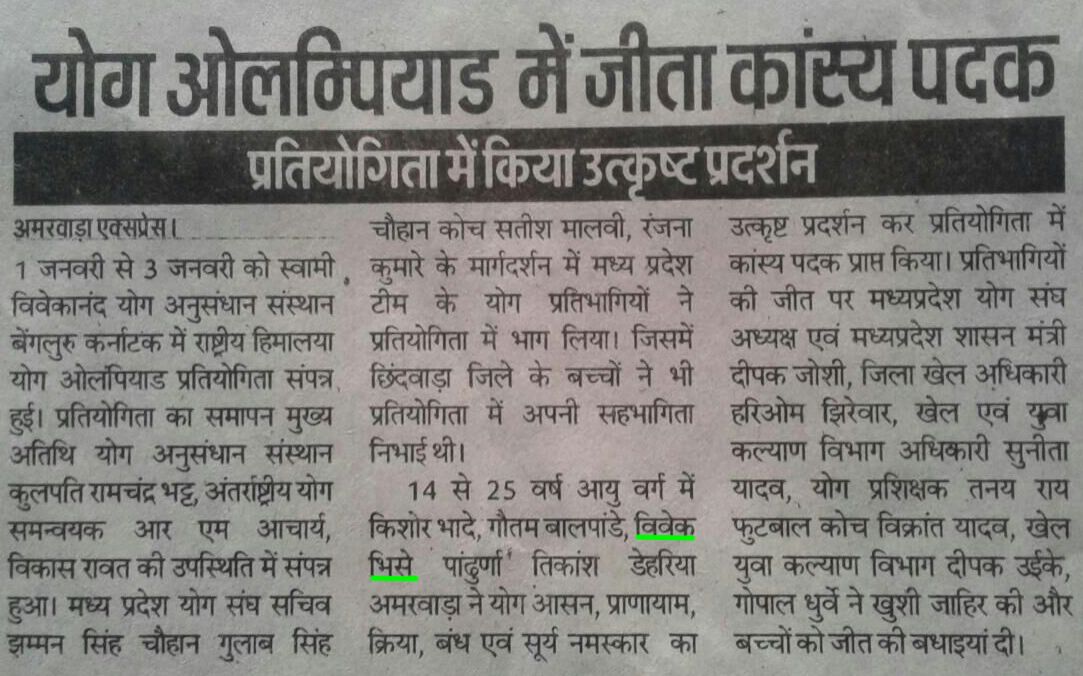 योग ओलम्पियाड में जीता कांस्य पदक
प्रतियोगिता में किया उत्कृष्ट प्रदर्शन
अमरवाड़ा एक्सप्रेस।
1 जनवरी से 3 जनवरी को स्वामी
विवेकानंद योग अनुसंधान संस्थान
बेंगलुरु कर्नाटक में राष्ट्रीय हिमालया
योग ओलंपियाड प्रतियोगिता संपन्न
हुई। प्रतियोगिता का समापन मुख्य
अतिथि योग अनुसंधान संस्थान
कुलपति रामचंद्र भट्ट, अंतर्राष्ट्रीय योग
समन्वयक आर एम आचार्य,
विकास रावत की उपस्थिति में संपन्न
हुआ। मध्य प्रदेश योग संघ सचिव
झम्मन सिंह चौहान गुलाब सिंह
चौहान कोच सतीश मालवी, रंजना
कुमारे के मार्गदर्शन में मध्य प्रदेश
टीम के योग प्रतिभागियों ने
प्रतियोगिता में भाग लिया। जिसमें
छिंदवाड़ा जिले के बच्चों ने भी
प्रतियोगिता में अपनी सहभागिता
निभाई थी।
14 से 25 वर्ष आयु वर्ग में
किशोर भादे, गौतम बालपांडे, विवेक
भिसे पांढुर्णा तिकांश डेहरिया
अमरवाड़ा ने योग आसन, प्राणायाम,
क्रिया, बंध एवं सूर्य नमस्कार का
उत्कृष्ट प्रदर्शन कर प्रतियोगिता में
कांस्य पदक प्राप्त किया। प्रतिभागियों
की जीत पर मध्यप्रदेश योग संघ
अध्यक्ष एवं मध्यप्रदेश शासन मंत्री
दीपक जोशी, जिला खेल अधिकारी
हरिओम झिरेवार, खेल एवं युवा
कल्याण विभाग अधिकारी सुनीता
यादव, योग प्रशिक्षक तनय राय
फुटबाल कोच विक्रांत यादव, खेल
युवा कल्याण विभाग दीपक उईके,
गोपाल धुर्वे ने खुशी जाहिर की और
बच्चों को जीत की बधाइयां दी।